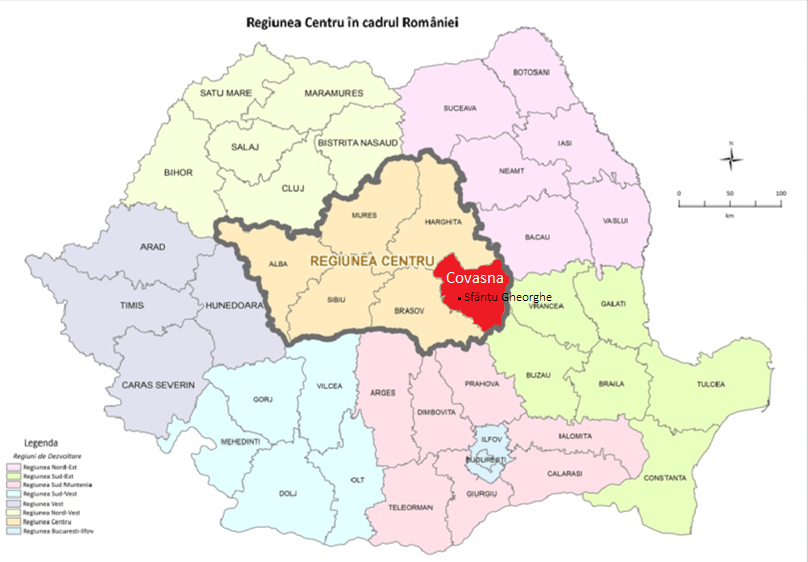 Regiunea Centru în cadrul României
BOTOSANI
SATU MARE
MARAMURES
SUCEAVA
SALAJ
BISTRITA NASAUD
IASI
N
BIHOR
CLUJ
NEAMT
0 50 100
km
MURES
HARGHITA
VASLUI
BACAU
ARAD
ALBA
REGIUNEA CENTRU
Covasna
Sfântu Gheorghe
TIMIS
HUNEDOARA
SIBIU
BRASOV
VRANCEA
GALATI
CARAS SEVERIN
GORJ
VILCEA
ARGES
PRAHOVA
BUZAU
BRAILA
TULCEA
DIMBOVITA
MEHEDINTI
ILFOV
IALOMITA
BUCURESTI
CALARASI
CONSTANTA
DOLJ
OLT
TELEORMAN
GIURGIU
Legenda
Regiuni de Dezvoltare
Regiunea Nord-Est
Regiunea Sud-Est
Regiunea Sud Muntenia
Regiunea Sud-Vest
Regiunea Vest
Regiunea Nord-Vest
Regiunea Centru
Regiunea Bucuresti-Ilfov